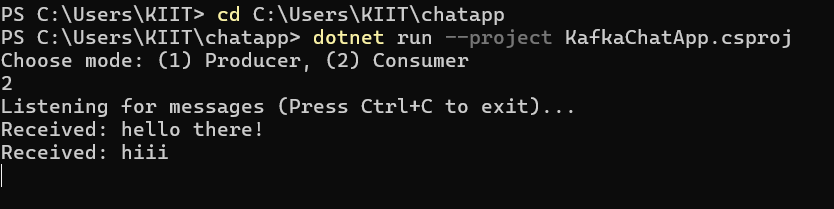 PS C:\Users\KIIT> cd C:\Users\KIIT\chatapp
PS C:\Users\KIIT\chatapp> dotnet run --project KafkaChatApp.csproj
Choose mode: (1) Producer, (2) Consumer
2
Listening for messages (Press Ctrl+C to exit)...
Received: hello there!
Received: hiii